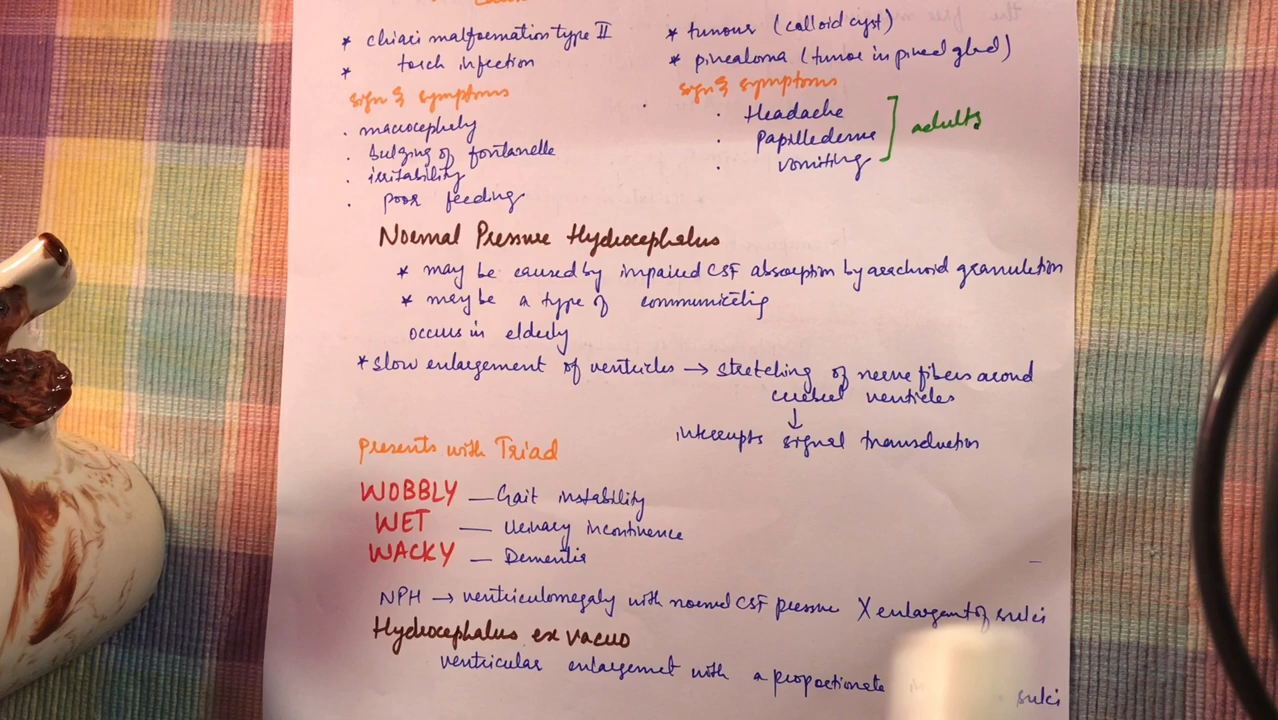 * chiari malformation type II
* torch infection
sign & symptoms
. macrocephely
. bulging of fontanelle
. irritability
. poor feeding
* tumour (colloid cyst)
* pinealoma (tumor in pineal gland)
sign & symptoms
. Headache
. Papilledema
. vomiting
adults
Normal Pressure Hydrocephalus
* may be caused by impaired CSF absorption by arachnoid granulation
* may be a type of communicating
occurs in elderly
* slow enlargement of ventricles → stretching of nerve fibers around
cerebral ventricles
↓
interrupts signal transduction
presents with Triad
WOBBLY — Gait instability
WET — Urinary incontinence
WACKY — Dementia
NPH → ventriculomegaly with normal CSF pressure X enlargment of sulci
Hydrocephalus ex vacuo
ventricular enlargemet with a proportionate
sulci